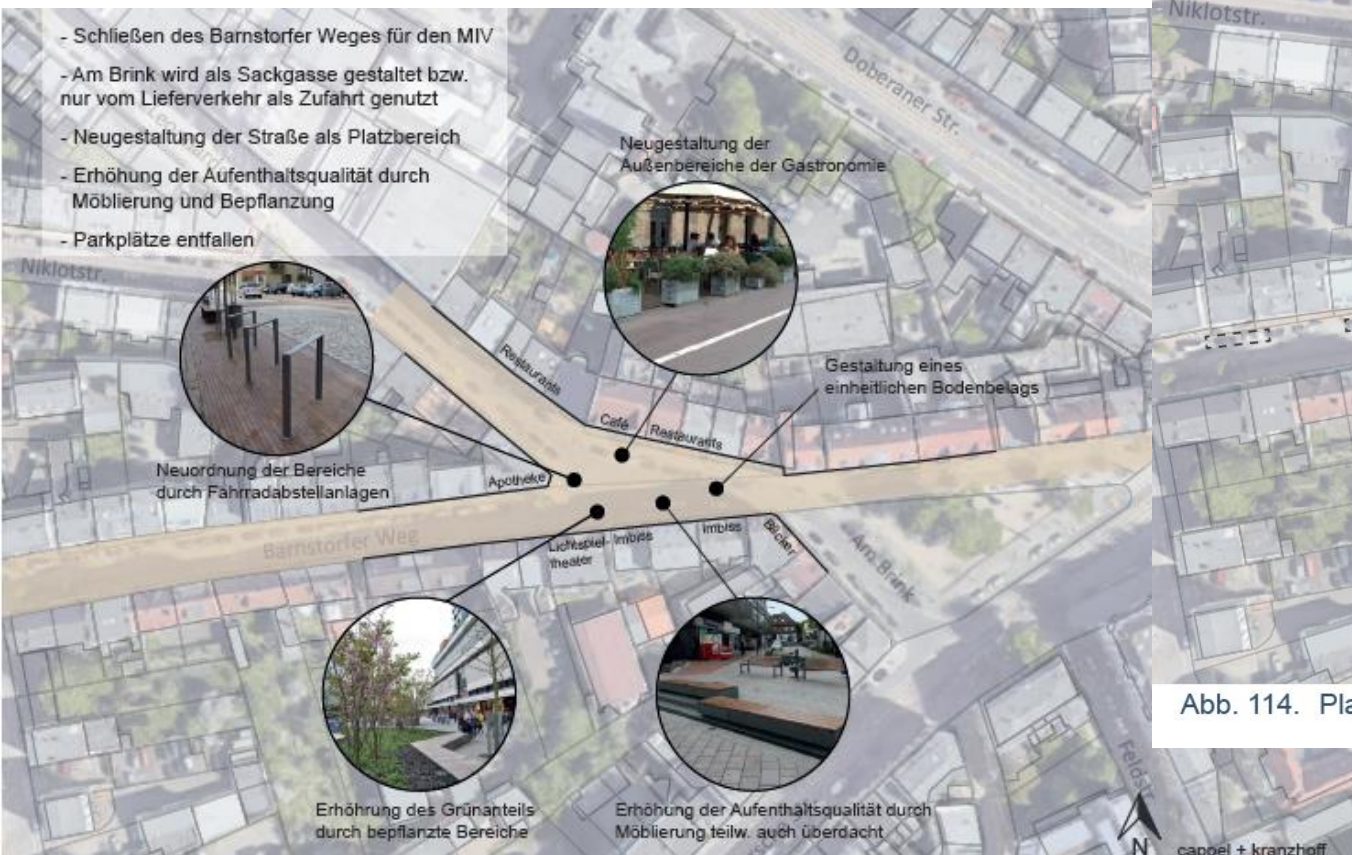 - Schließen des Barnstorfer Weges für den MIV
- Am Brink wird als Sackgasse gestaltet bzw.
nur vom Lieferverkehr als Zufahrt genutzt
- Neugestaltung der Straße als Platzbereich
- Erhöhung der Aufenthaltsqualität durch
Möblierung und Bepflanzung
- Parkplätze entfallen
Niklotstr.
Doberaner Str.
Niklotstr.
Neugestaltung der
Außenbereiche der Gastronomie
Restaurants
Café
Restaurants
Gestaltung eines
einheitlichen Bodenbelags
Neuordnung der Bereiche
durch Fahrradabstellanlagen
Apotheke
Barnstorfer Weg
Lichtspiel-
theater
Imbiss
Imbiss
Bäcker
Am Brink
Erhöhrung des Grünanteils
durch bepflanzte Bereiche
Erhöhung der Aufenthaltsqualität durch
Möblierung teilw. auch überdacht
Abb. 114. Pla
Felds
N
cappel + kranzhoff